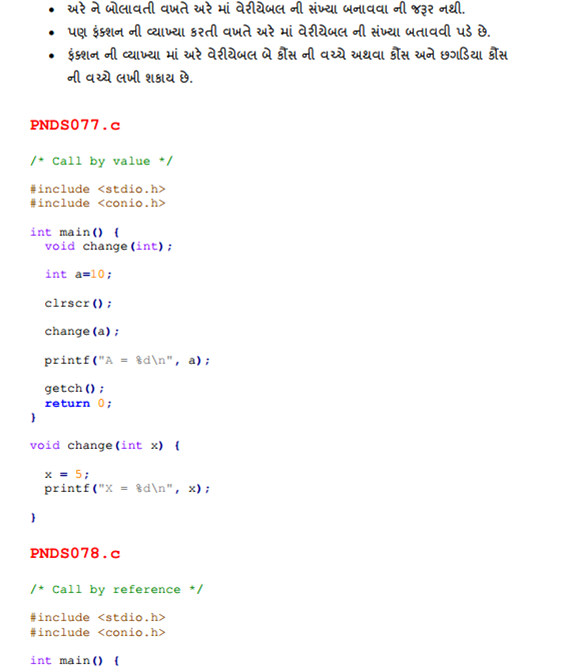 • અરે ને બોલાવતી વખતે અરે માં વેરીયેબલ ની સંખ્યા બનાવવા ની જરૂર નથી.
• પણ ફંક્શન ની વ્યાખ્યા કરતી વખતે અરે માં વેરીયેબલ ની સંખ્યા બતાવવી પડે છે.
• ફંક્શન ની વ્યાખ્યા માં અરે વેરીયેબલ બે કૌંસ ની વચ્ચે અથવા કૌંસ અને છગડિયા કૌંસ
ની વચ્ચે લખી શકાય છે.
PNDS077.c
/* Call by value */
#include <stdio.h>
#include <conio.h>
int main() {
void change(int);
int a=10;
clrscr();
change(a);
printf("A = %d\n", a);
getch();
return 0;
}
void change(int x) {
x = 5;
printf("X = %d\n", x);
}
PNDS078.c
/* Call by reference */
#include <stdio.h>
#include <conio.h>
int main() {